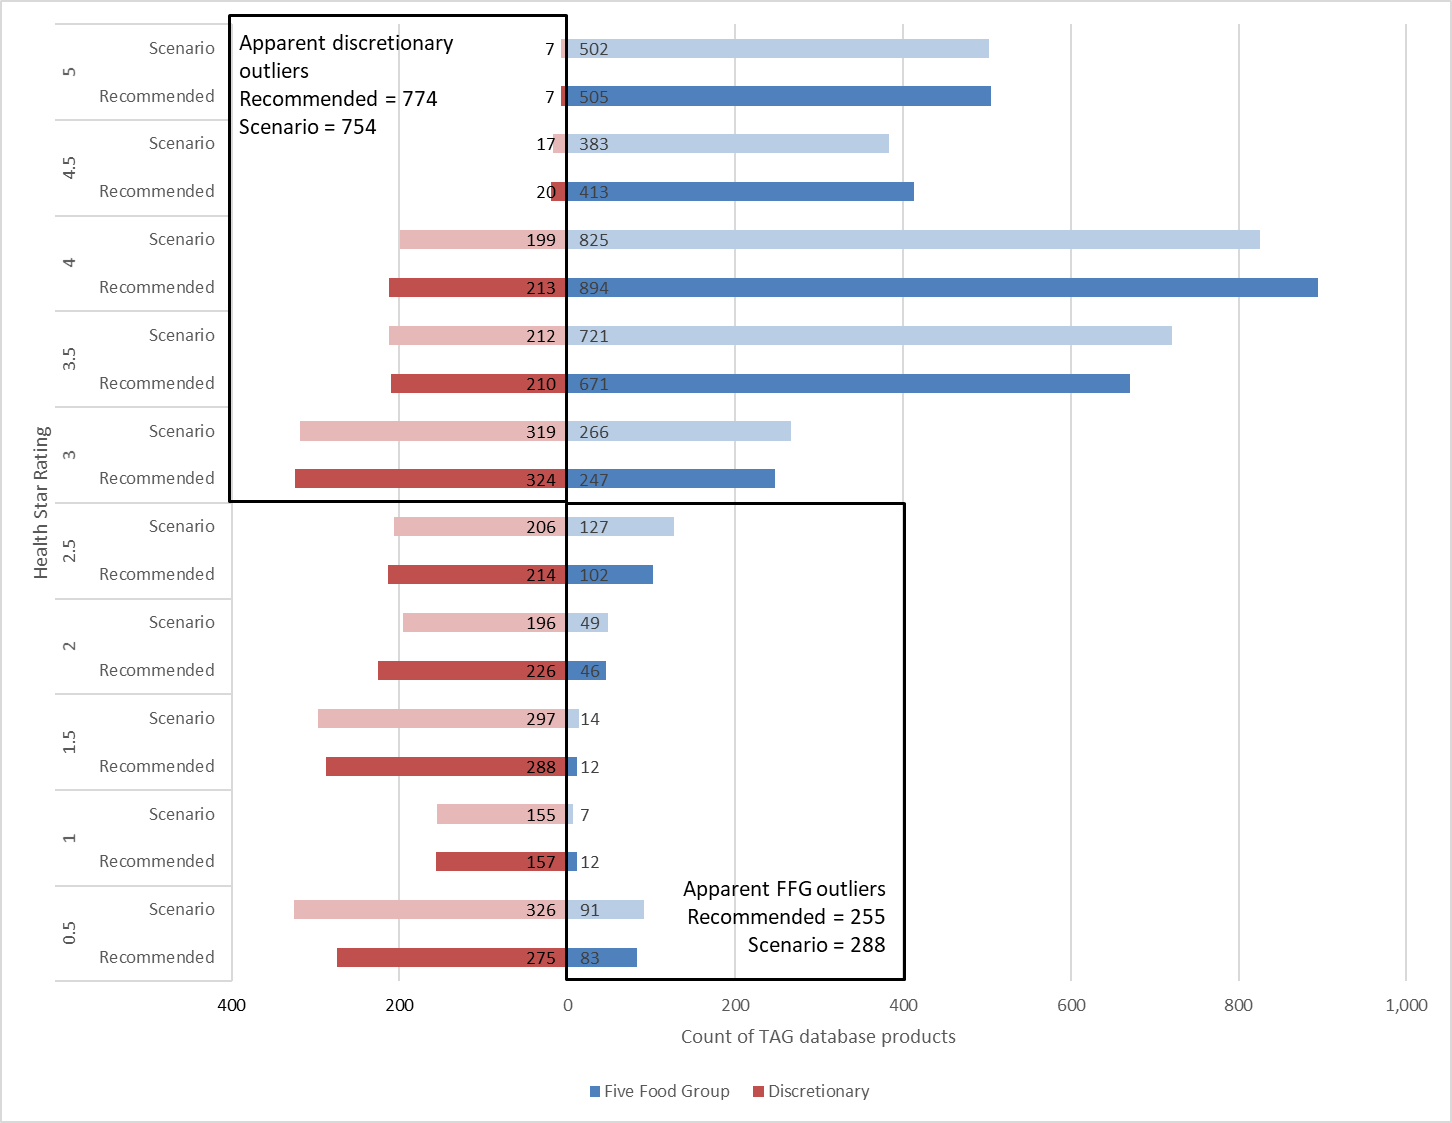 Apparent discretionary
outliers
Recommended = 774
Scenario = 754
Health Star Rating
5
Scenario 7 502
Recommended 7 505
4.5
Scenario 17 383
Recommended 20 413
4
Scenario 199 825
Recommended 213 894
3.5
Scenario 212 721
Recommended 210 671
3
Scenario 319 266
Recommended 324 247
2.5
Scenario 206 127
Recommended 214 102
2
Scenario 196 49
Recommended 226 46
1.5
Scenario 297 14
Recommended 288 12
1
Scenario 155 7
Recommended 157 12
0.5
Scenario 326 91
Recommended 275 83
Apparent FFG outliers
Recommended = 255
Scenario = 288
400 200 0 200 400 600 800 1,000
Count of TAG database products
Five Food Group Discretionary